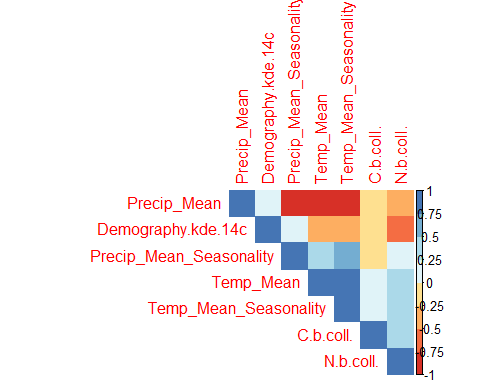 Precip_Mean
Demography.kde.14c
Precip_Mean_Seasonality
Temp_Mean
Temp_Mean_Seasonality
C.b.coll.
N.b.coll.
Precip_Mean
Demography.kde.14c
Precip_Mean_Seasonality
Temp_Mean
Temp_Mean_Seasonality
C.b.coll.
N.b.coll.
1
0.75
0.5
0.25
0
-0.25
-0.5
-0.75
-1